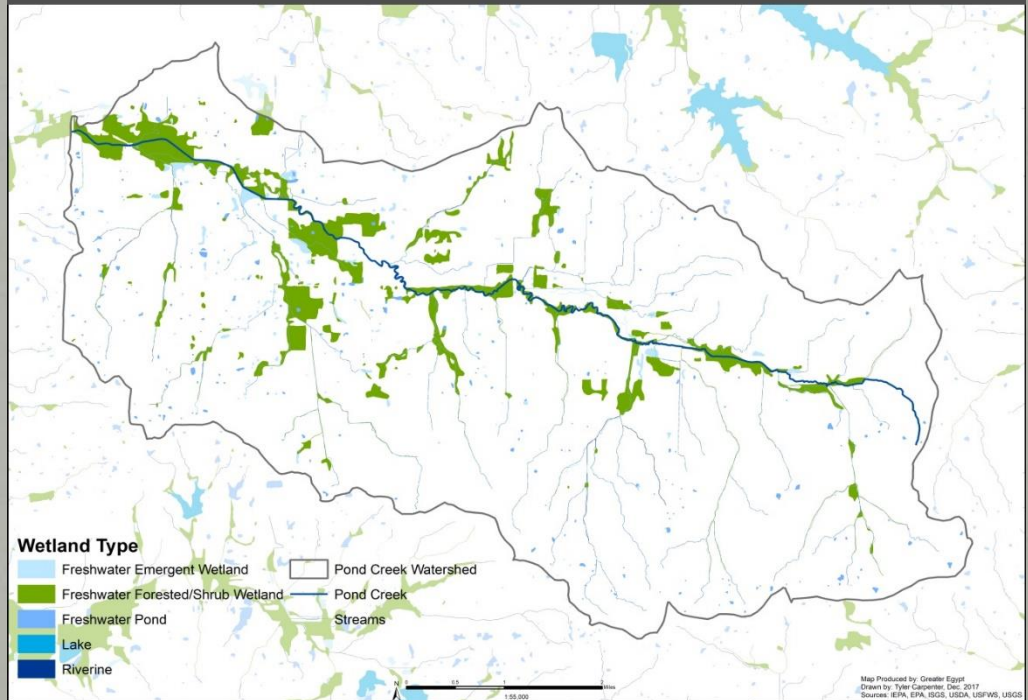 Wetland Type
Freshwater Emergent Wetland
Freshwater Forested/Shrub Wetland
Freshwater Pond
Lake
Riverine
Pond Creek Watershed
Pond Creek
Streams
N
0 0.5 1 2
Miles
1:55,000
Map Produced by: Greater Egypt
Drawn by: Tyler Carpenter, Dec. 2017
Sources: IEPA, EPA, ISGS, USDA, USFWS, USGS